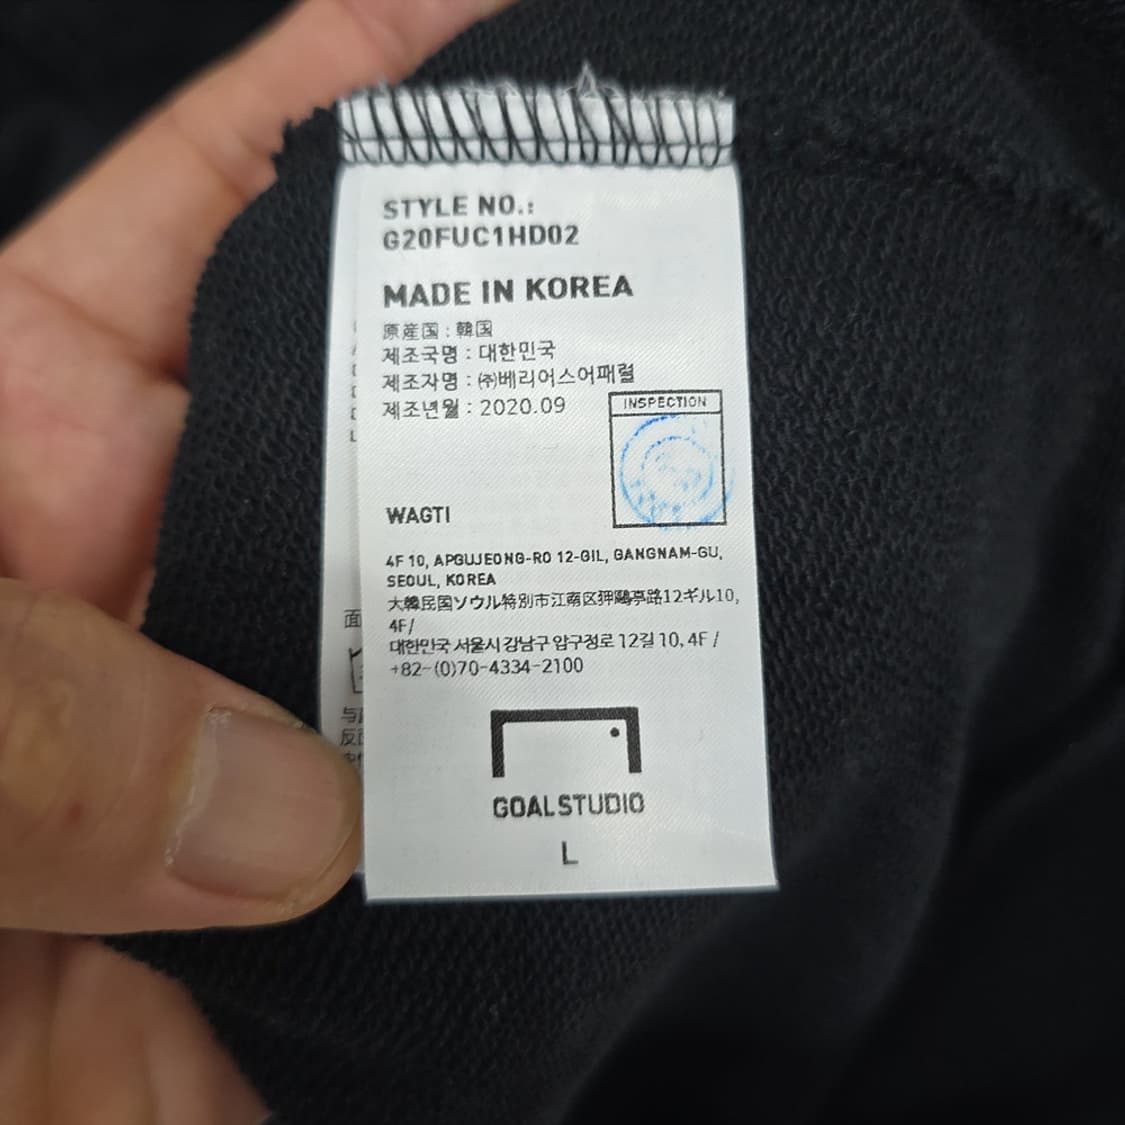 STYLE NO.:
G20FUC1HD02
MADE IN KOREA
原産国 : 韓国
제조국명 : 대한민국
제조자명 : ㈜베리어스어패럴
제조년월 : 2020.09
INSPECTION
WAGTI
4F 10, APGUJEONG-RO 12-GIL, GANGNAM-GU,
SEOUL, KOREA
大韓民国ソウル特別市江南区狎鷗亭路12ギル10,
4F/
대한민국 서울시 강남구 압구정로 12길 10, 4F /
+82-(0)70-4334-2100
GOALSTUDIO
L